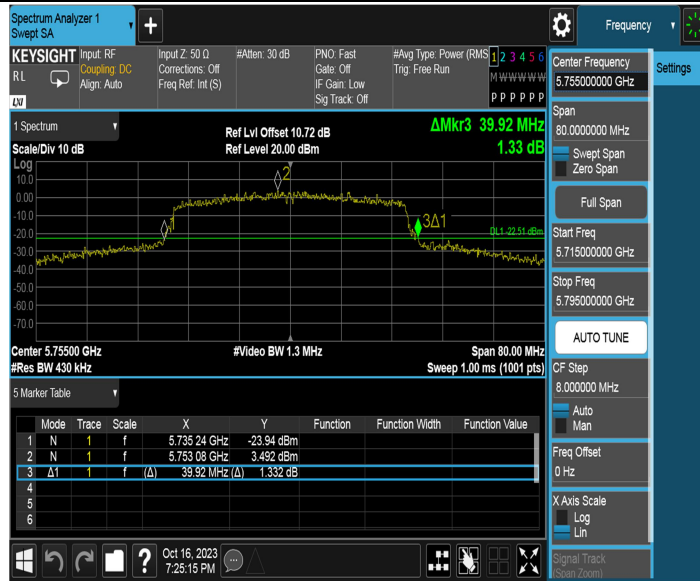 Spectrum Analyzer 1
Swept SA
+
Frequency
KEYSIGHT
RL
LXI
Input: RF
Coupling: DC
Align: Auto
Input Z: 50 Ω
Corrections: Off
Freq Ref: Int (S)
#Atten: 30 dB
PNO: Fast
Gate: Off
IF Gain: Low
Sig Track: Off
#Avg Type: Power (RMS
Trig: Free Run
1 2 3 4 5 6
M W W W W W
P P P P P P
Center Frequency
5.755000000 GHz
Settings
Span
80.0000000 MHz
Swept Span
Zero Span
Full Span
Start Freq
5.715000000 GHz
Stop Freq
5.795000000 GHz
AUTO TUNE
CF Step
8.000000 MHz
Auto
Man
Freq Offset
0 Hz
X Axis Scale
Log
Lin
Signal Track
(Span Zoom)
1 Spectrum
Scale/Div 10 dB
Ref Lvl Offset 10.72 dB
Ref Level 20.00 dBm
ΔMkr3 39.92 MHz
1.33 dB
Log
10.0
0.00
-10.0
-20.0
-30.0
-40.0
-50.0
-60.0
-70.0
2
3Δ1
DL1 -22.51 dBm
Center 5.75500 GHz
#Video BW 1.3 MHz
Span 80.00 MHz
#Res BW 430 kHz
Sweep 1.00 ms (1001 pts)
5 Marker Table
Mode Trace Scale X Y Function Function Width Function Value
1 N 1 f 5.735 24 GHz -23.94 dBm
2 N 1 f 5.753 08 GHz 3.492 dBm
3 Δ1 1 f (Δ) 39.92 MHz (Δ) 1.332 dB
4
5
6
?
Oct 16, 2023
7:25:15 PM